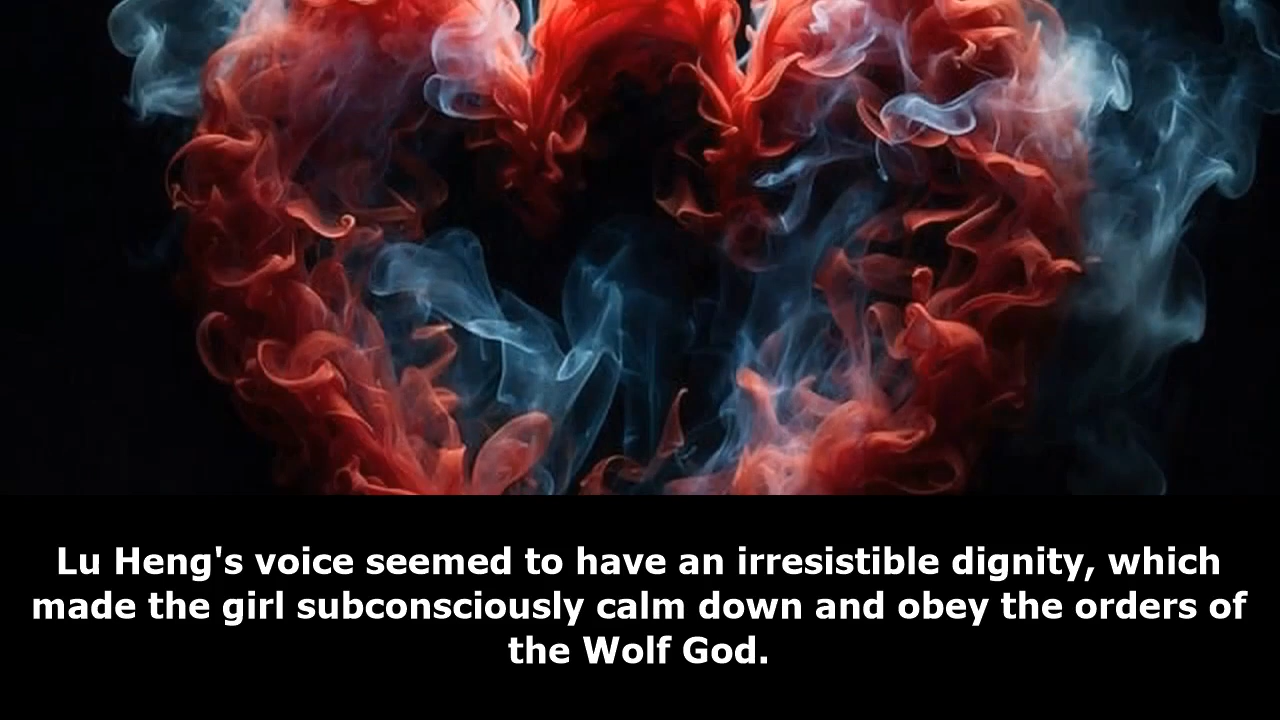 Lu Heng's voice seemed to have an irresistible dignity, which
made the girl subconsciously calm down and obey the orders of
the Wolf God.